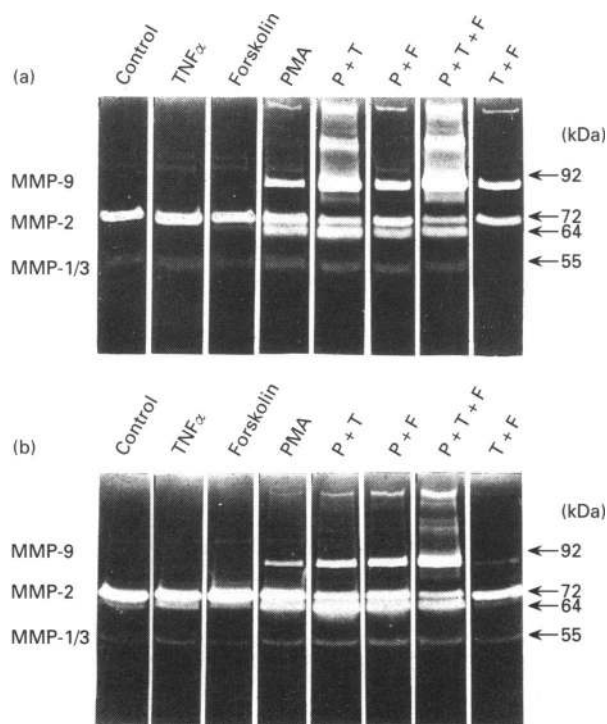 (a)
Control TNFα Forskolin PMA P + T P + F P + T + F T + F
(kDa)
MMP-9 92
MMP-2 72
64
MMP-1/3 55
(b)
Control TNFα Forskolin PMA P + T P + F P + T + F T + F
(kDa)
MMP-9 92
MMP-2 72
64
MMP-1/3 55